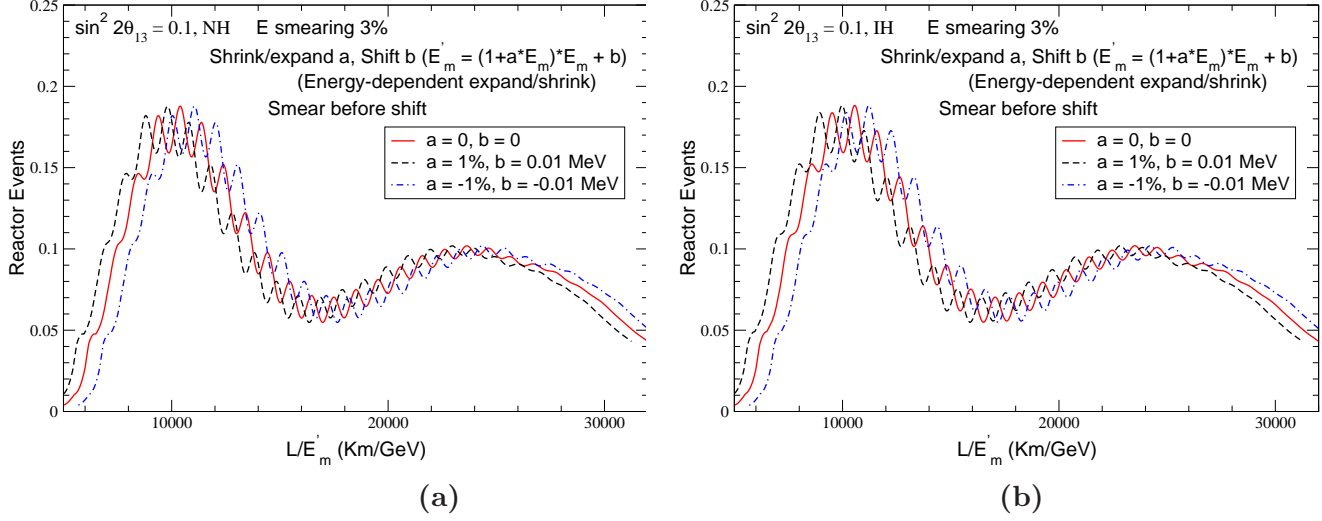 0.25
sin² 2θ₁₃ = 0.1, NH E smearing 3%
Shrink/expand a, Shift b (E'ₘ = (1+a*Eₘ)*Eₘ + b)
(Energy-dependent expand/shrink)
0.2
Smear before shift
a = 0, b = 0
a = 1%, b = 0.01 MeV
a = -1%, b = -0.01 MeV
0.15
Reactor Events
0.1
0.05
0
10000 20000 30000
L/E'ₘ (Km/GeV)
(a)
0.25
sin² 2θ₁₃ = 0.1, IH E smearing 3%
Shrink/expand a, Shift b (E'ₘ = (1+a*Eₘ)*Eₘ + b)
(Energy-dependent expand/shrink)
0.2
Smear before shift
a = 0, b = 0
a = 1%, b = 0.01 MeV
a = -1%, b = -0.01 MeV
0.15
Reactor Events
0.1
0.05
0
10000 20000 30000
L/E'ₘ (Km/GeV)
(b)